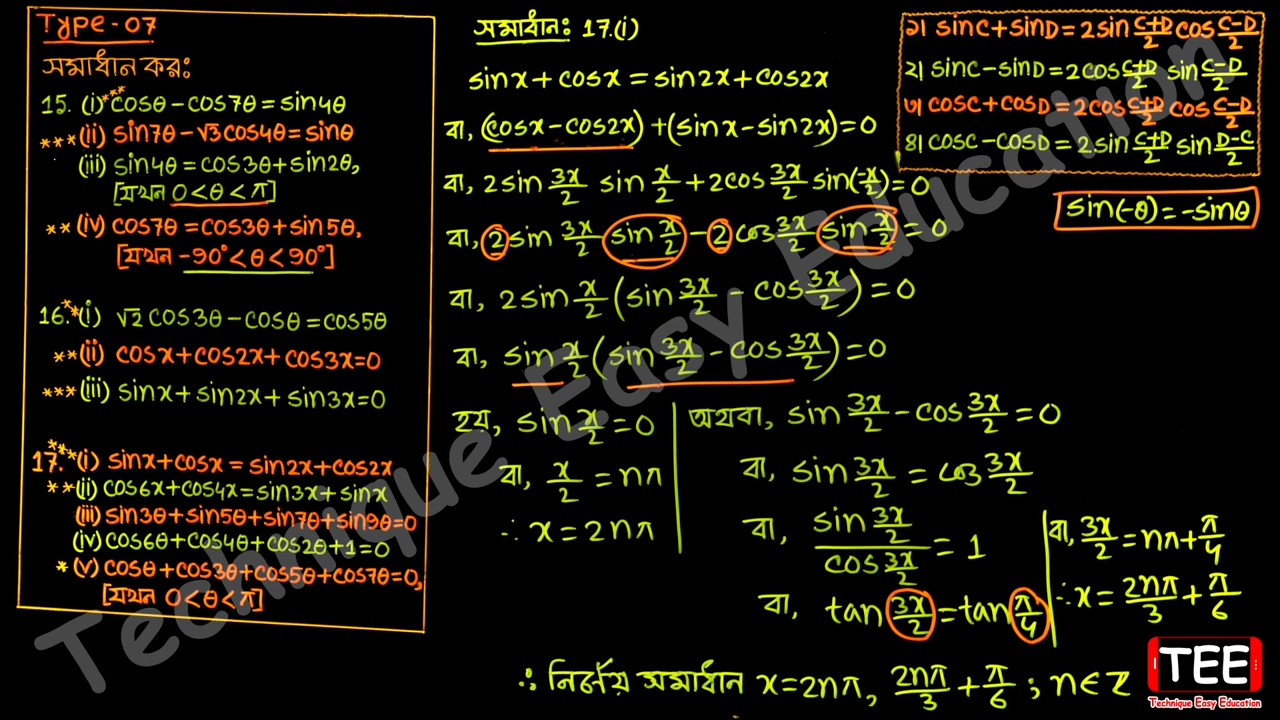 Type-07
সমাধান করঃ
15. (i)** cosθ - cos7θ = sin4θ
*** (ii) sin7θ - √3cos4θ = sinθ
(iii) sin4θ = cos3θ + sin2θ,
[যখন 0 < θ < π]
** (iv) cos7θ = cos3θ + sin5θ,
[যখন -90° < θ < 90°]
16. ** (i) √2 cos3θ - cosθ = cos5θ
** (ii) cosx + cos2x + cos3x = 0
*** (iii) sinx + sin2x + sin3x = 0
17. *** (i) sinx + cosx = sin2x + cos2x
** (ii) cos6x + cos4x = sin3x + sinx
(iii) sin3θ + sin5θ + sin7θ + sin9θ = 0
(iv) cos6θ + cos4θ + cos2θ + 1 = 0
* (v) cosθ + cos3θ + cos5θ + cos7θ = 0,
[যখন 0 < θ < π]
সমাধানঃ 17.(i)
sinx + cosx = sin2x + cos2x
বা, (cosx - cos2x) + (sinx - sin2x) = 0
বা, 2sin 3x/2 sin x/2 + 2cos 3x/2 sin(-x/2) = 0
বা, 2 sin 3x/2 sin x/2 - 2 cos 3x/2 sin x/2 = 0
বা, 2sin x/2 (sin 3x/2 - cos 3x/2) = 0
বা, sin x/2 (sin 3x/2 - cos 3x/2) = 0
হয়, sin x/2 = 0
বা, x/2 = nπ
∴ x = 2nπ
অথবা, sin 3x/2 - cos 3x/2 = 0
বা, sin 3x/2 = cos 3x/2
বা, sin 3x/2 / cos 3x/2 = 1
বা, tan 3x/2 = tan π/4
বা, 3x/2 = nπ + π/4
∴ x = 2nπ/3 + π/6
∴ নির্ণেয় সমাধান x = 2nπ, 2nπ/3 + π/6 ; n ∈ Z
১। sinC + sinD = 2sin C+D/2 cos C-D/2
২। sinC - sinD = 2cos C+D/2 sin C-D/2
৩। cosC + cosD = 2cos C+D/2 cos C-D/2
৪। cosC - cosD = 2sin C+D/2 sin D-C/2
sin(-θ) = -sinθ
Technique Easy Education
TEE
Technique Easy Education